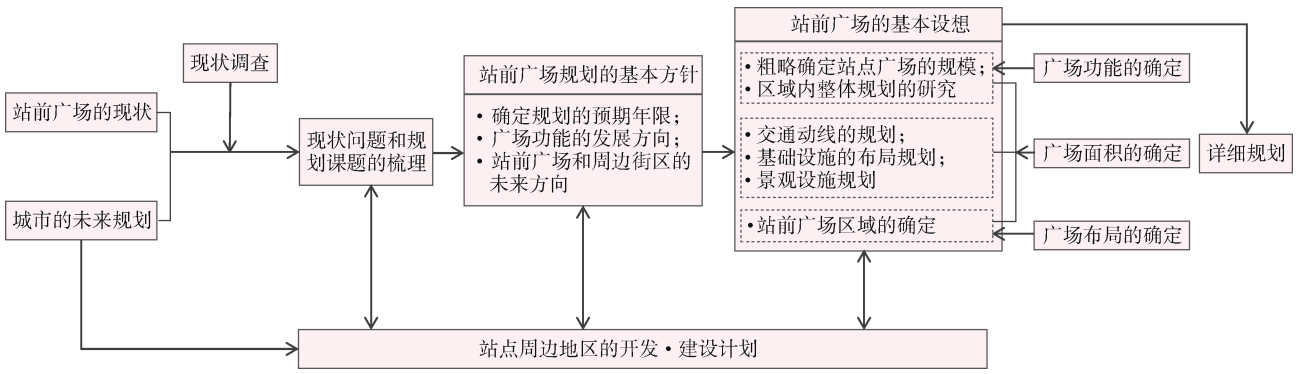 现状调查
站前广场的现状
城市的未来规划
现状问题和规
划课题的梳理
站前广场规划的基本方针
• 确定规划的预期年限；
• 广场功能的发展方向；
• 站前广场和周边街区的
未来方向
站前广场的基本设想
• 粗略确定站点广场的规模；
• 区域内整体规划的研究
• 交通动线的规划；
• 基础设施的布局规划；
• 景观设施规划
•站前广场区域的确定
广场功能的确定
广场面积的确定
广场布局的确定
详细规划
站点周边地区的开发·建设计划